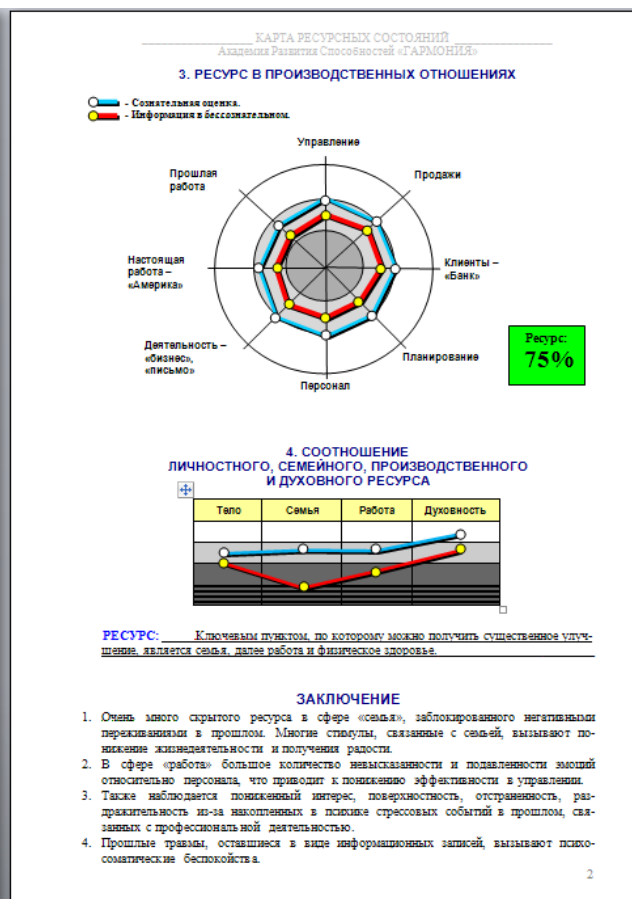 КАРТА РЕСУРСНЫХ СОСТОЯНИЙ
Академия Развития Способностей «ГАРМОНИЯ»
3. РЕСУРС В ПРОИЗВОДСТВЕННЫХ ОТНОШЕНИЯХ
- Сознательная оценка.
- Информация в бессознательном.
Управление
Прошлая
работа
Продажи
Настоящая
работа –
«Америка»
Клиенты –
«Банк»
Деятельность –
«бизнес»,
«письмо»
Планирование
Персонал
Ресурс:
75%
4. СООТНОШЕНИЕ
ЛИЧНОСТНОГО, СЕМЕЙНОГО, ПРОИЗВОДСТВЕННОГО
И ДУХОВНОГО РЕСУРСА
Тело Семья Работа Духовность
РЕСУРС: Ключевым пунктом, по которому можно получить существенное улуч-
шение, является семья, далее работа и физическое здоровье.
ЗАКЛЮЧЕНИЕ
1. Очень много скрытого ресурса в сфере «семья», заблокированного негативными
переживаниями в прошлом. Многие стимулы, связанные с семьей, вызывают по-
нижение жизнедеятельности и получения радости.
2. В сфере «работа» большое количество невысказанности и подавленности эмоций
относительно персонала, что приводит к понижению эффективности в управлении.
3. Также наблюдается пониженный интерес, поверхностность, отстраненность, раз-
дражительность из-за накопленных в психике стрессовых событий в прошлом, свя-
занных с профессиональной деятельностью.
4. Прошлые травмы, оставшиеся в виде информационных записей, вызывают психо-
соматические беспокойства.
2